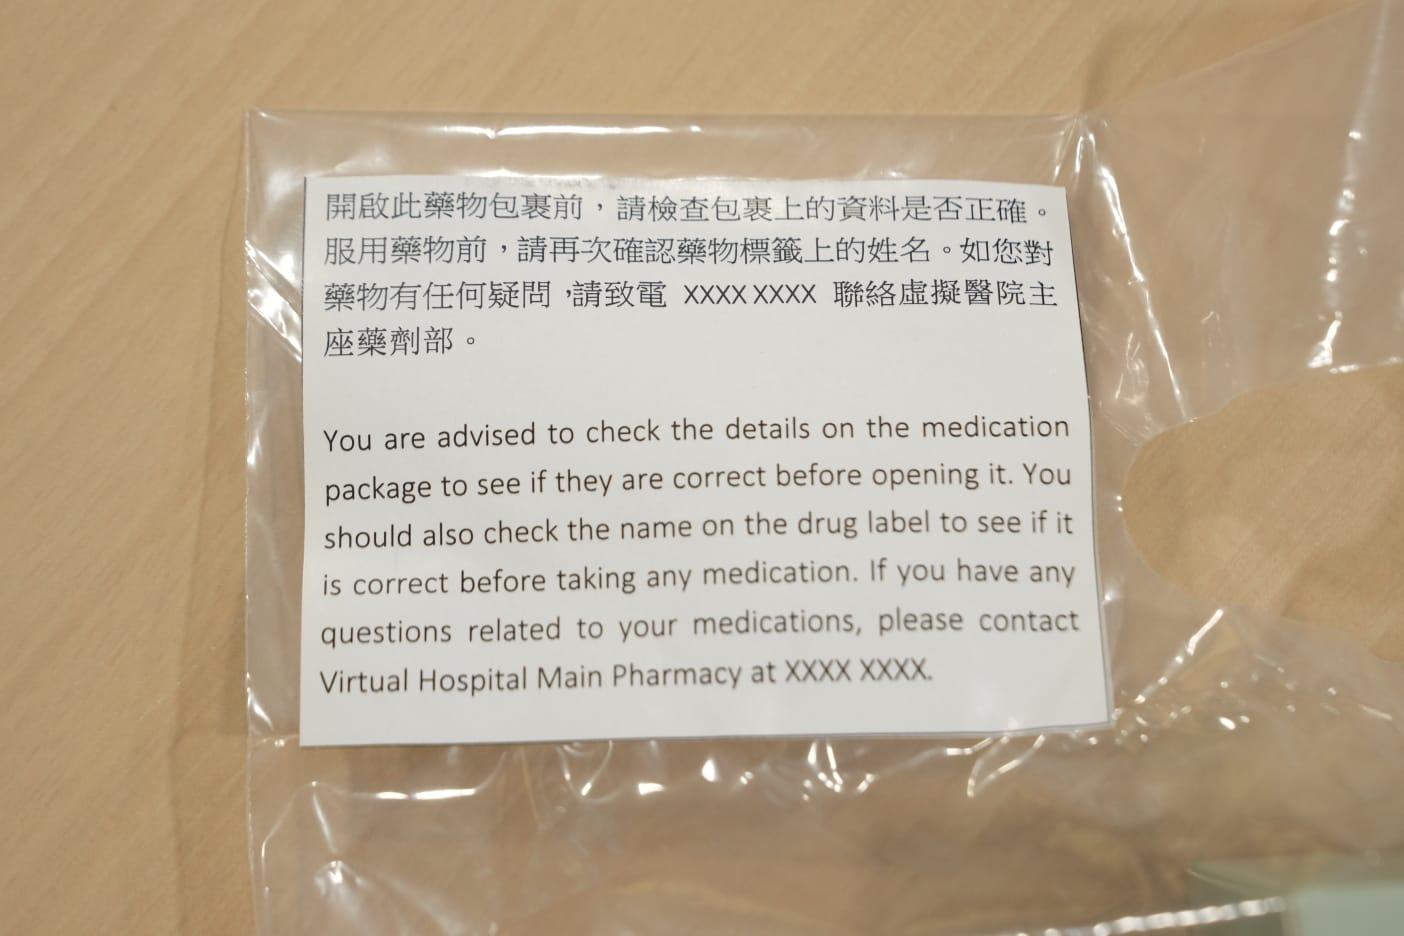 開啟此藥物包裹前，請檢查包裹上的資料是否正確。
服用藥物前，請再次確認藥物標籤上的姓名。如您對
藥物有任何疑問，請致電 XXXX XXXX 聯絡虛擬醫院主
座藥劑部。
You are advised to check the details on the medication
package to see if they are correct before opening it. You
should also check the name on the drug label to see if it
is correct before taking any medication. If you have any
questions related to your medications, please contact
Virtual Hospital Main Pharmacy at XXXX XXXX.